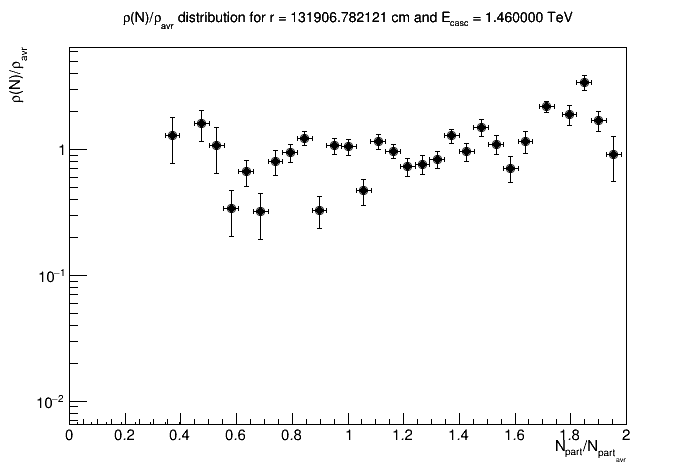 ρ(N)/ρavr distribution for r = 131906.782121 cm and Ecasc = 1.460000 TeV
ρ(N)/ρavr
1
10−1
10−2
0 0.2 0.4 0.6 0.8 1 1.2 1.4 1.6 1.8 2
Npart/Npartavr